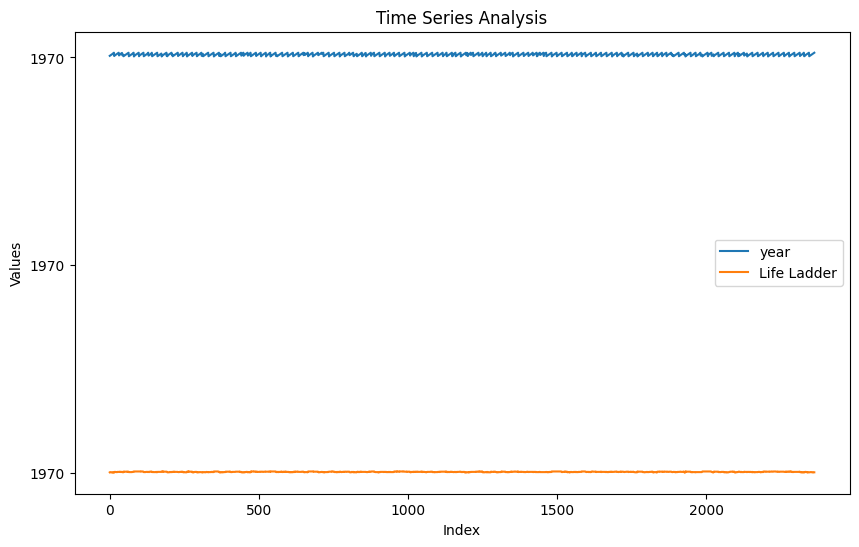 Time Series Analysis
1970
1970
1970
Values
year
Life Ladder
0
500
1000
1500
2000
Index